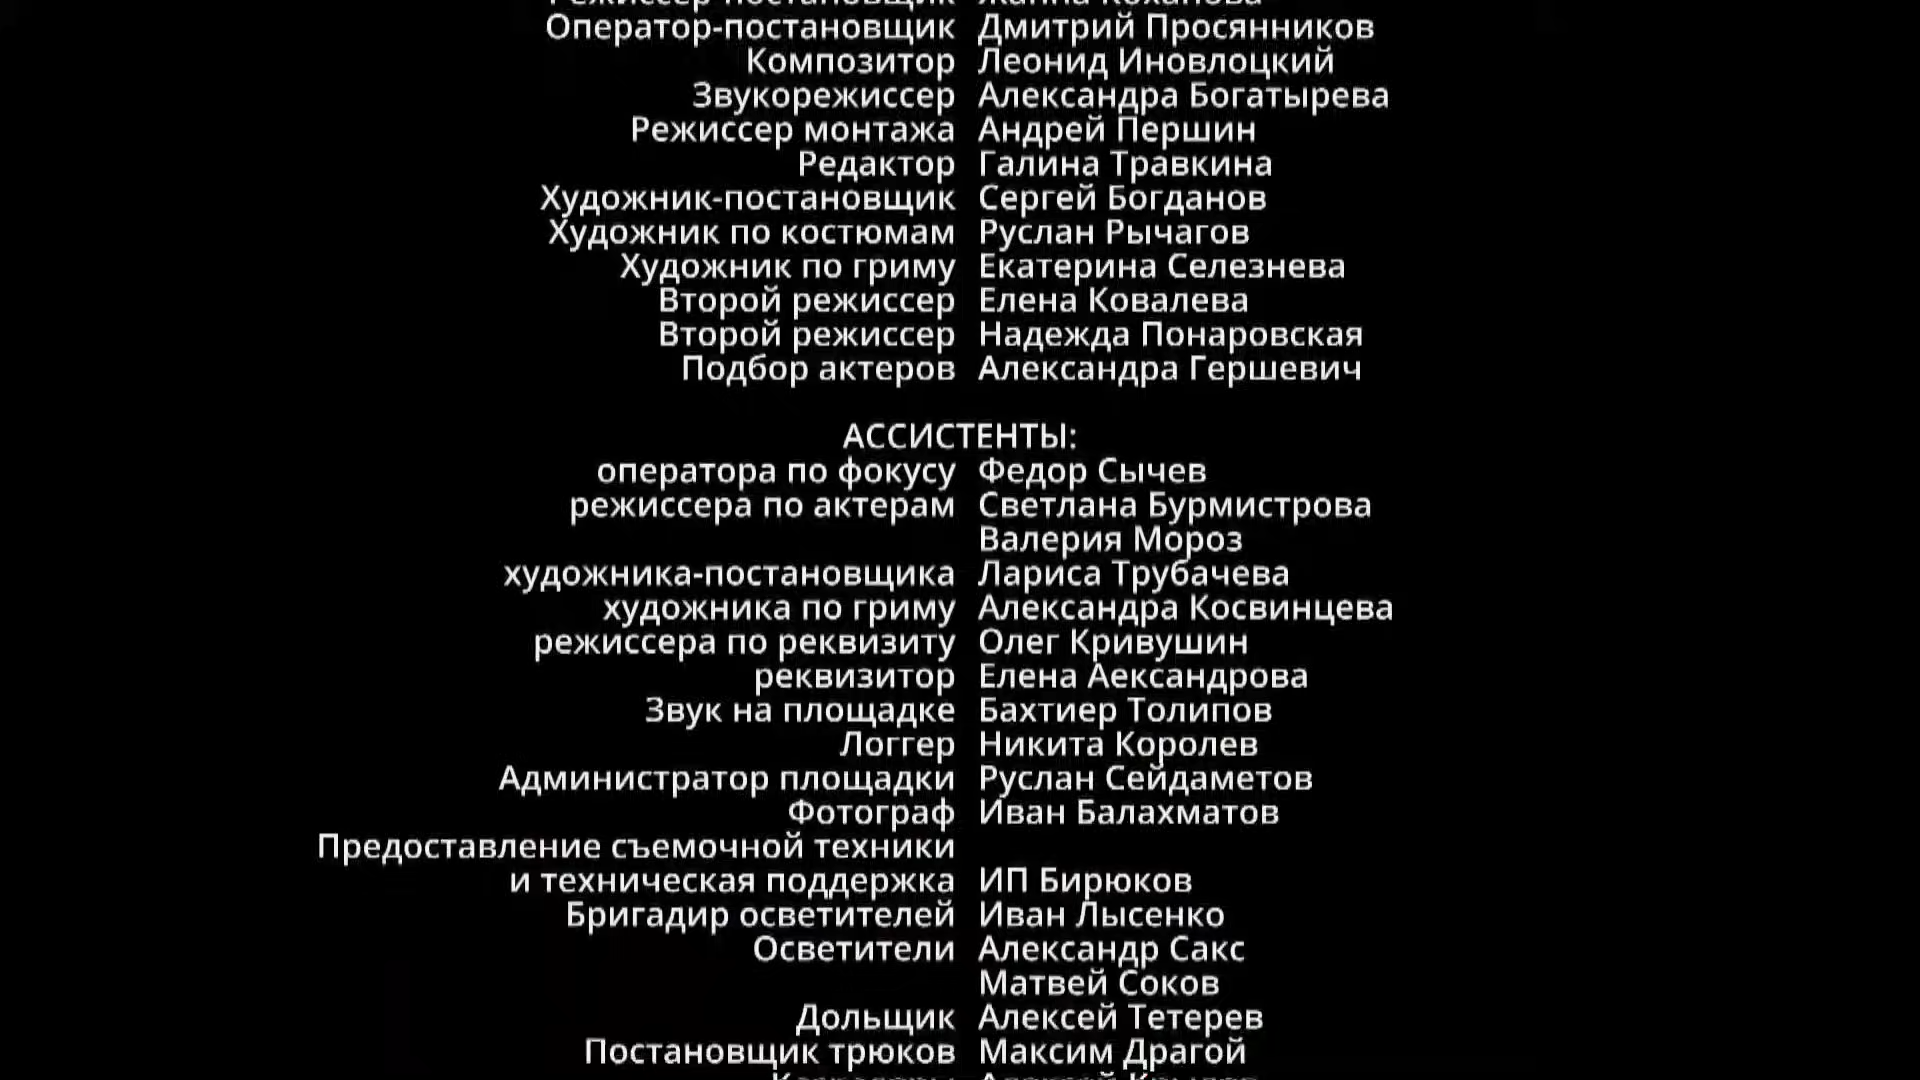 Режиссер-постановщик Жанна Коханова
Оператор-постановщик Дмитрий Просянников
Композитор Леонид Иновлоцкий
Звукорежиссер Александра Богатырева
Режиссер монтажа Андрей Першин
Редактор Галина Травкина
Художник-постановщик Сергей Богданов
Художник по костюмам Руслан Рычагов
Художник по гриму Екатерина Селезнева
Второй режиссер Елена Ковалева
Второй режиссер Надежда Понаровская
Подбор актеров Александра Гершевич
АССИСТЕНТЫ:
оператора по фокусу Федор Сычев
режиссера по актерам Светлана Бурмистрова
Валерия Мороз
художника-постановщика Лариса Трубачева
художника по гриму Александра Косвинцева
режиссера по реквизиту Олег Кривушин
реквизитор Елена Аександрова
Звук на площадке Бахтиер Толипов
Логгер Никита Королев
Администратор площадки Руслан Сейдаметов
Фотограф Иван Балахматов
Предоставление съемочной техники
и техническая поддержка ИП Бирюков
Бригадир осветителей Иван Лысенко
Осветители Александр Сакс
Матвей Соков
Дольщик Алексей Тетерев
Постановщик трюков Максим Драгой